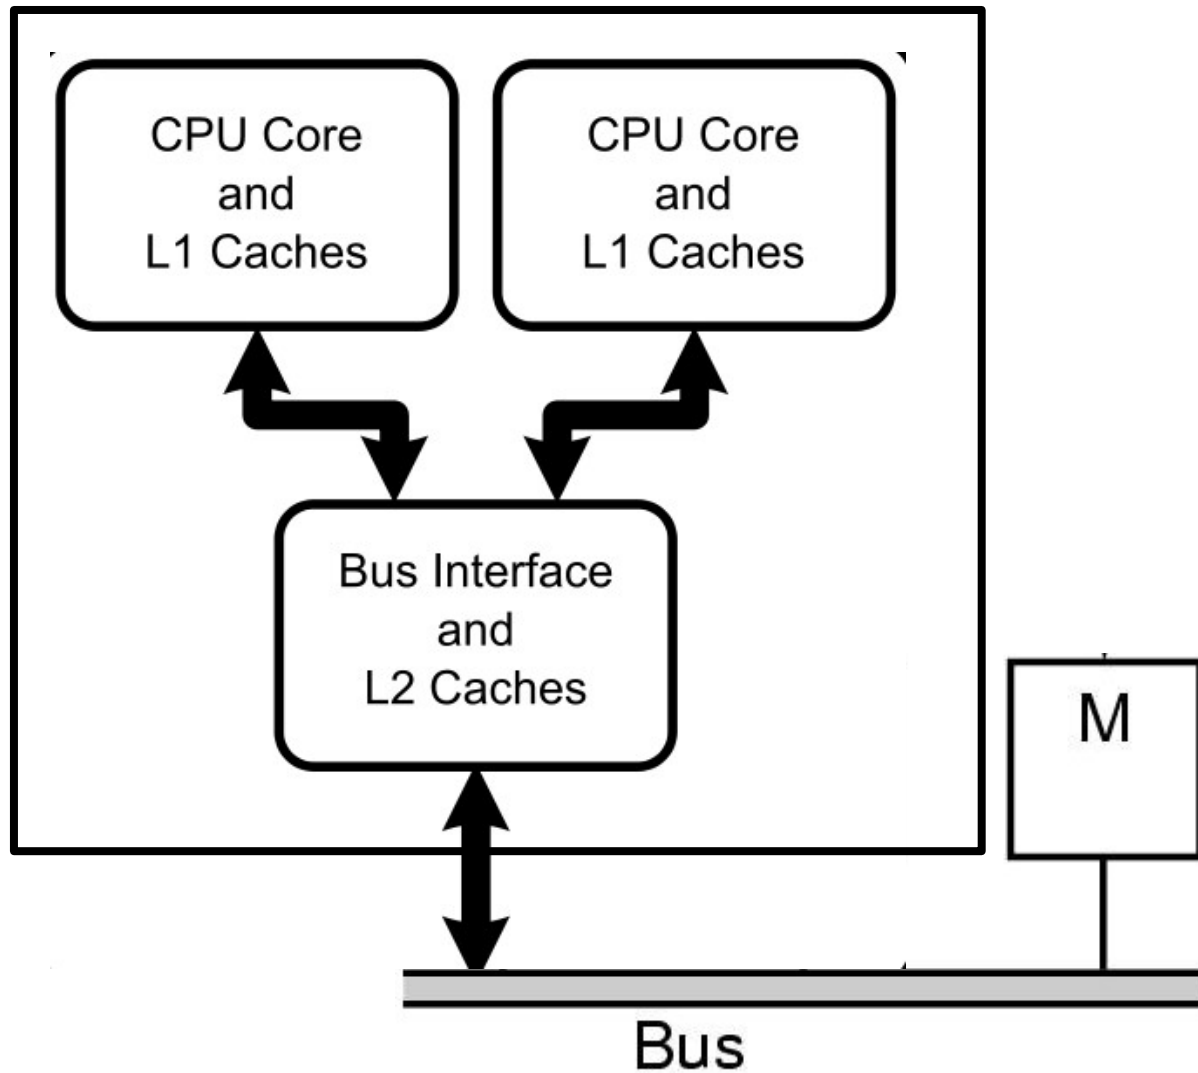 CPU Core
and
L1 Caches
CPU Core
and
L1 Caches
Bus Interface
and
L2 Caches
M
Bus